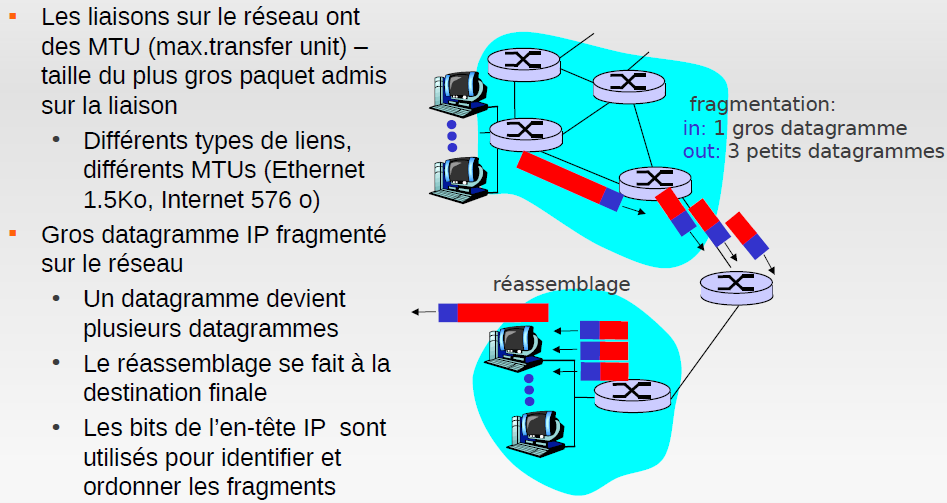 Les liaisons sur le réseau ont
des MTU (max.transfer unit) –
taille du plus gros paquet admis
sur la liaison
Différents types de liens,
différents MTUs (Ethernet
1.5Ko, Internet 576 o)
Gros datagramme IP fragmenté
sur le réseau
Un datagramme devient
plusieurs datagrammes
Le réassemblage se fait à la
destination finale
Les bits de l’en-tête IP sont
utilisés pour identifier et
ordonner les fragments
fragmentation:
in: 1 gros datagramme
out: 3 petits datagrammes
réassemblage